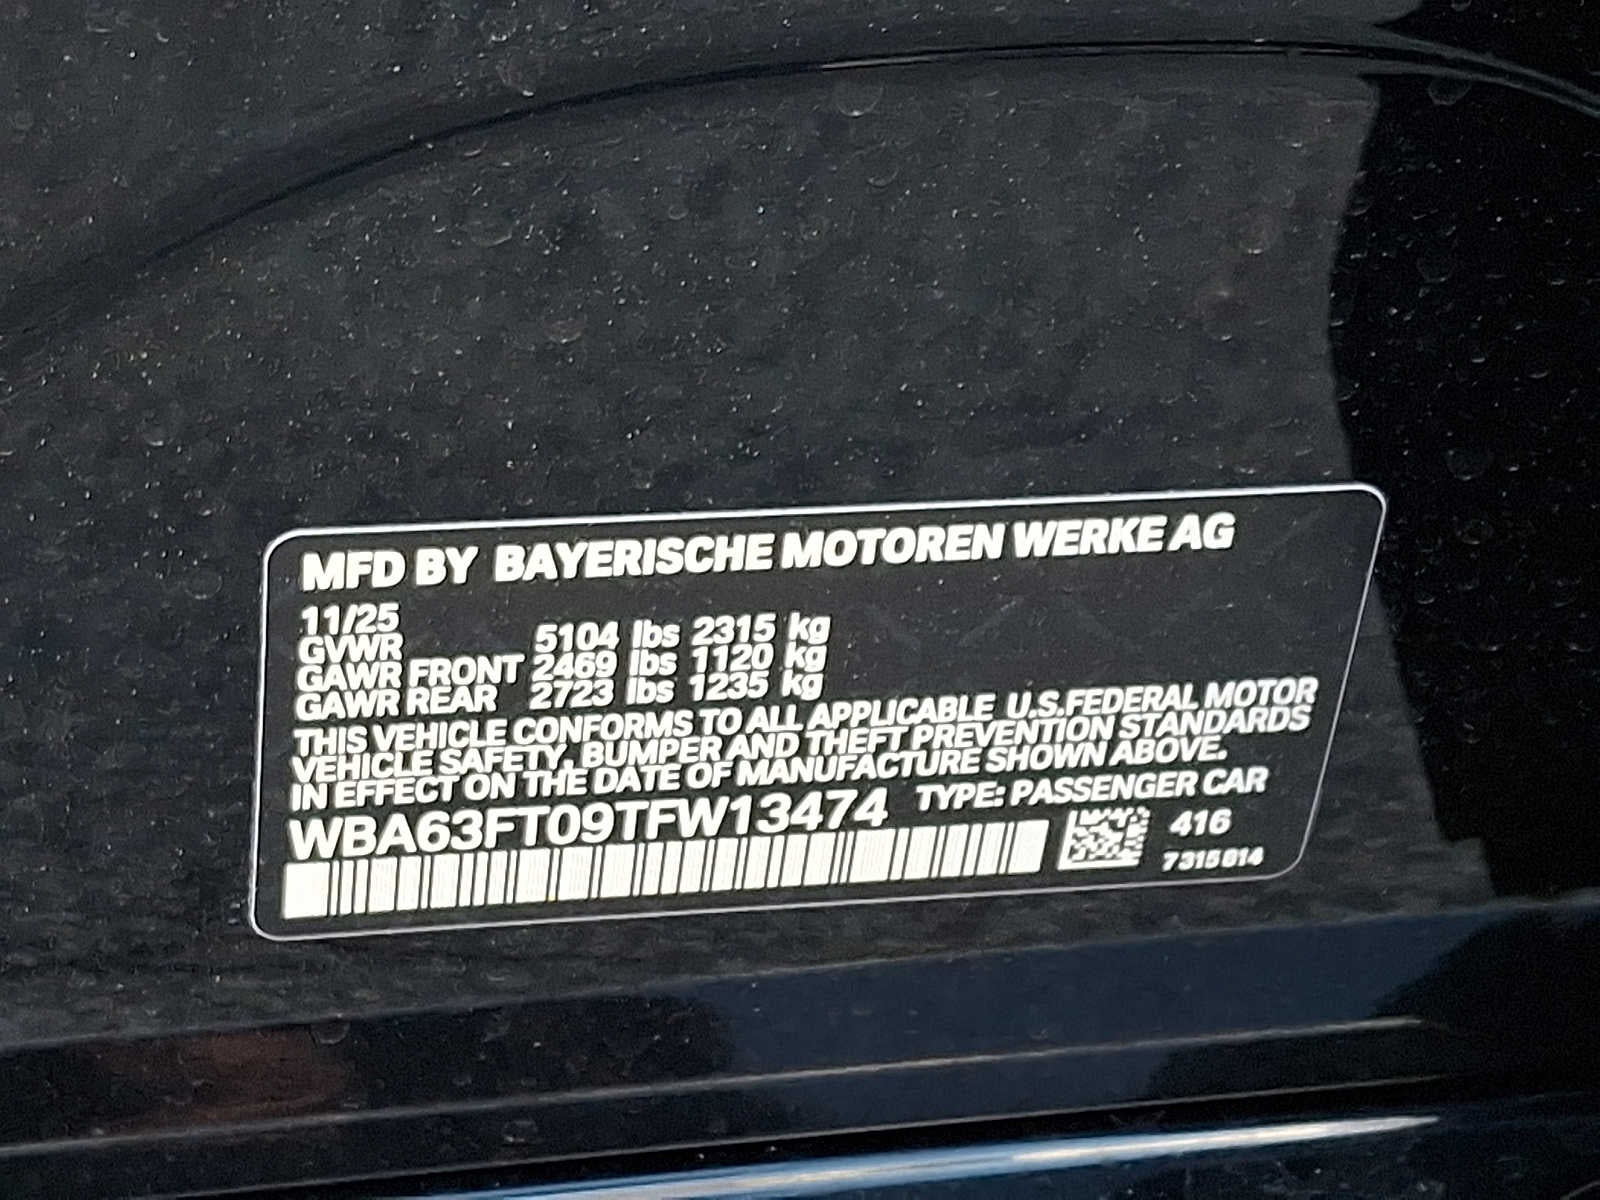 MFD BY BAYERISCHE MOTOREN WERKE AG
11/25
GVWR 5104 lbs 2315 kg
GAWR FRONT 2469 lbs 1120 kg
GAWR REAR 2723 lbs 1235 kg
THIS VEHICLE CONFORMS TO ALL APPLICABLE U.S.FEDERAL MOTOR
VEHICLE SAFETY, BUMPER AND THEFT PREVENTION STANDARDS
IN EFFECT ON THE DATE OF MANUFACTURE SHOWN ABOVE.
WBA63FT09TFW13474 TYPE: PASSENGER CAR
416
7315014